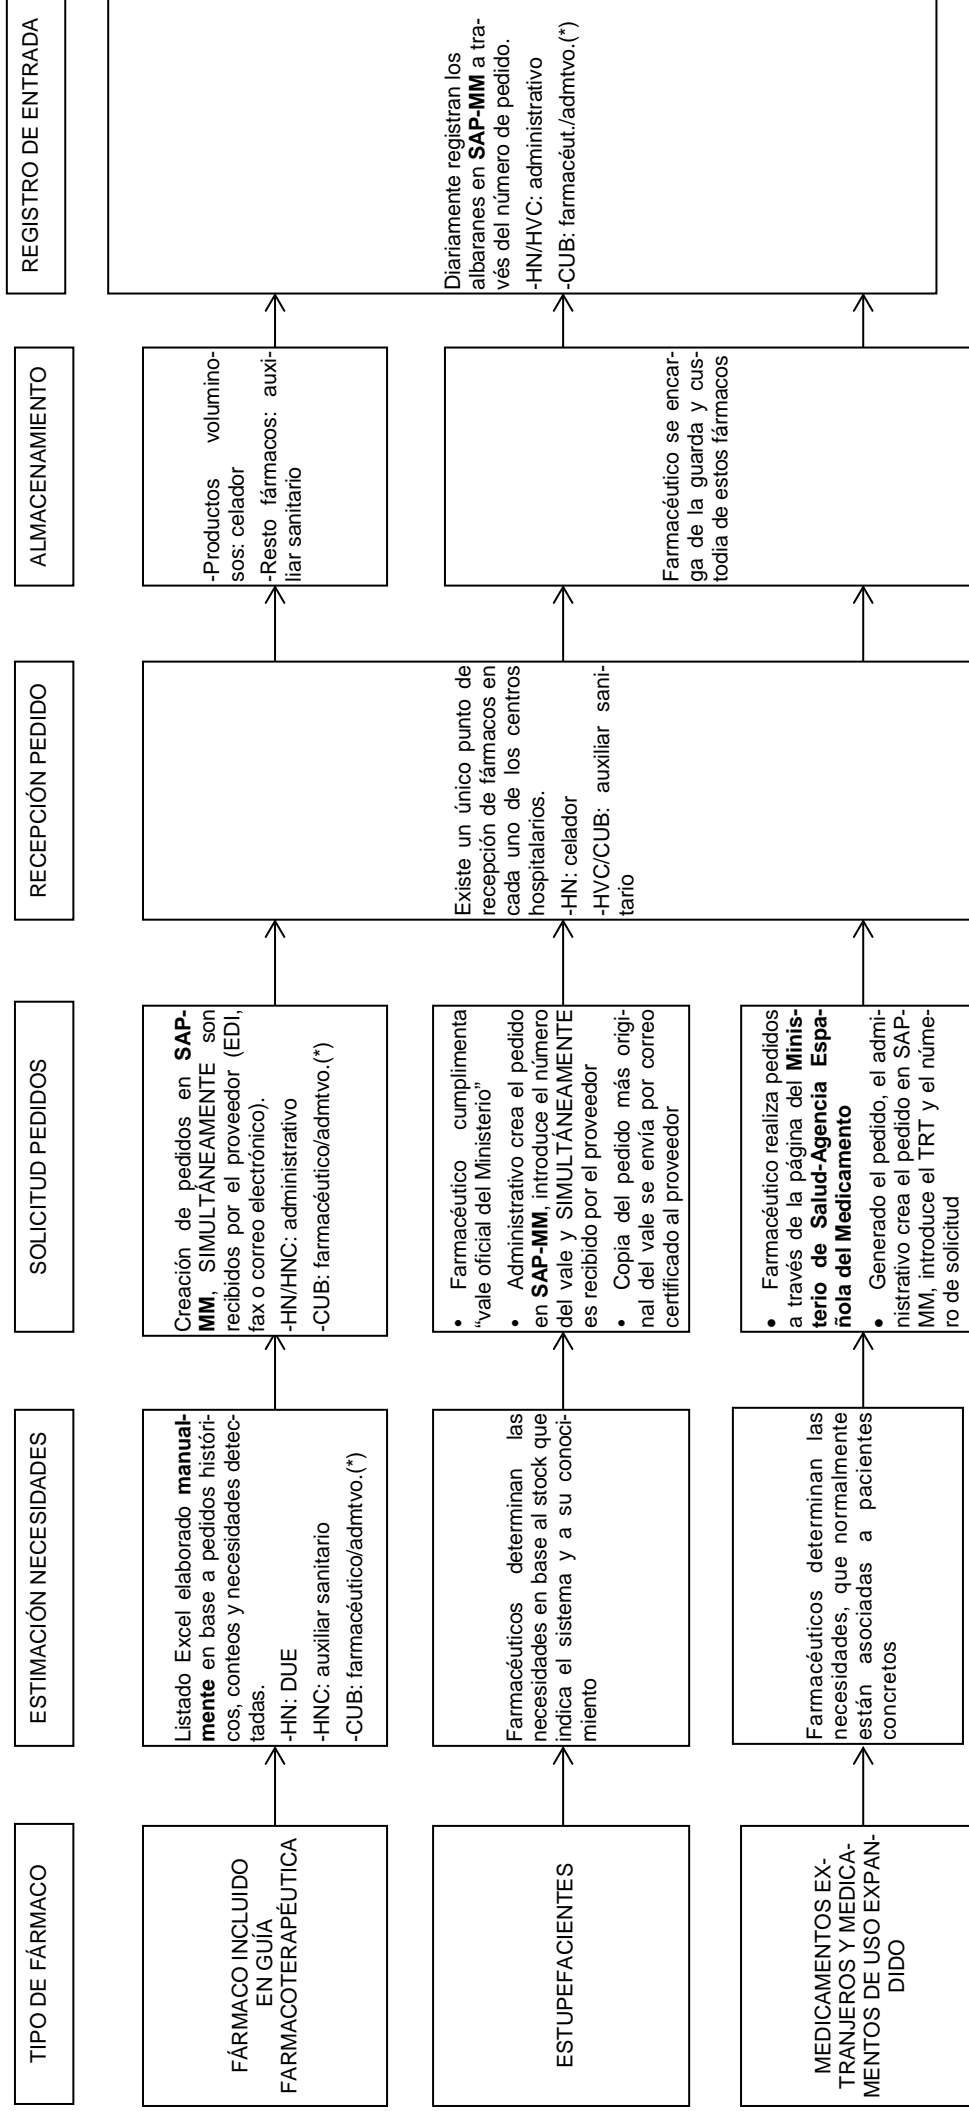 TIPO DE FÁRMACO
ESTIMACIÓN NECESIDADES
SOLICITUD PEDIDOS
RECEPCIÓN PEDIDO
ALMACENAMIENTO
REGISTRO DE ENTRADA
FÁRMACO INCLUIDO
EN GUÍA
FARMACOTERAPÉUTICA
Listado Excel elaborado manual-
mente en base a pedidos históri-
cos, conteos y necesidades detec-
tadas.
-HN: DUE
-HNC: auxiliar sanitario
-CUB: farmacéutico/admtvo.(*)
Creación de pedidos en SAP-
MM, SIMULTÁNEAMENTE son
recibidos por el proveedor (EDI,
fax o correo electrónico).
-HN/HNC: administrativo
-CUB: farmacéutico/admtvo.(*)
Existe un único punto de
recepción de fármacos en
cada uno de los centros
hospitalarios.
-HN: celador
-HVC/CUB: auxiliar sani-
tario
-Productos volumino-
sos: celador
-Resto fármacos: auxi-
liar sanitario
Diariamente registran los
albaranes en SAP-MM a tra-
vés del número de pedido.
-HN/HVC: administrativo
-CUB: farmacéut./admtvo.(*)
ESTUPEFACIENTES
Farmacéuticos determinan las
necesidades en base al stock que
indica el sistema y a su conoci-
miento
• Farmacéutico cumplimenta
“vale oficial del Ministerio”
• Administrativo crea el pedido
en SAP-MM, introduce el número
del vale y SIMULTÁNEAMENTE
es recibido por el proveedor
• Copia del pedido más origi-
nal del vale se envía por correo
certificado al proveedor
Farmacéutico se encar-
ga de la guarda y cus-
todia de estos fármacos
MEDICAMENTOS EX-
TRANJEROS Y MEDICA-
MENTOS DE USO EXPAN-
DIDO
Farmacéuticos determinan las
necesidades, que normalmente
están asociadas a pacientes
concretos
• Farmacéutico realiza pedidos
a través de la página del Minis-
terio de Salud-Agencia Espa-
ñola del Medicamento
• Generado el pedido, el admi-
nistrativo crea el pedido en SAP-
MM, introduce el TRT y el núme-
ro de solicitud